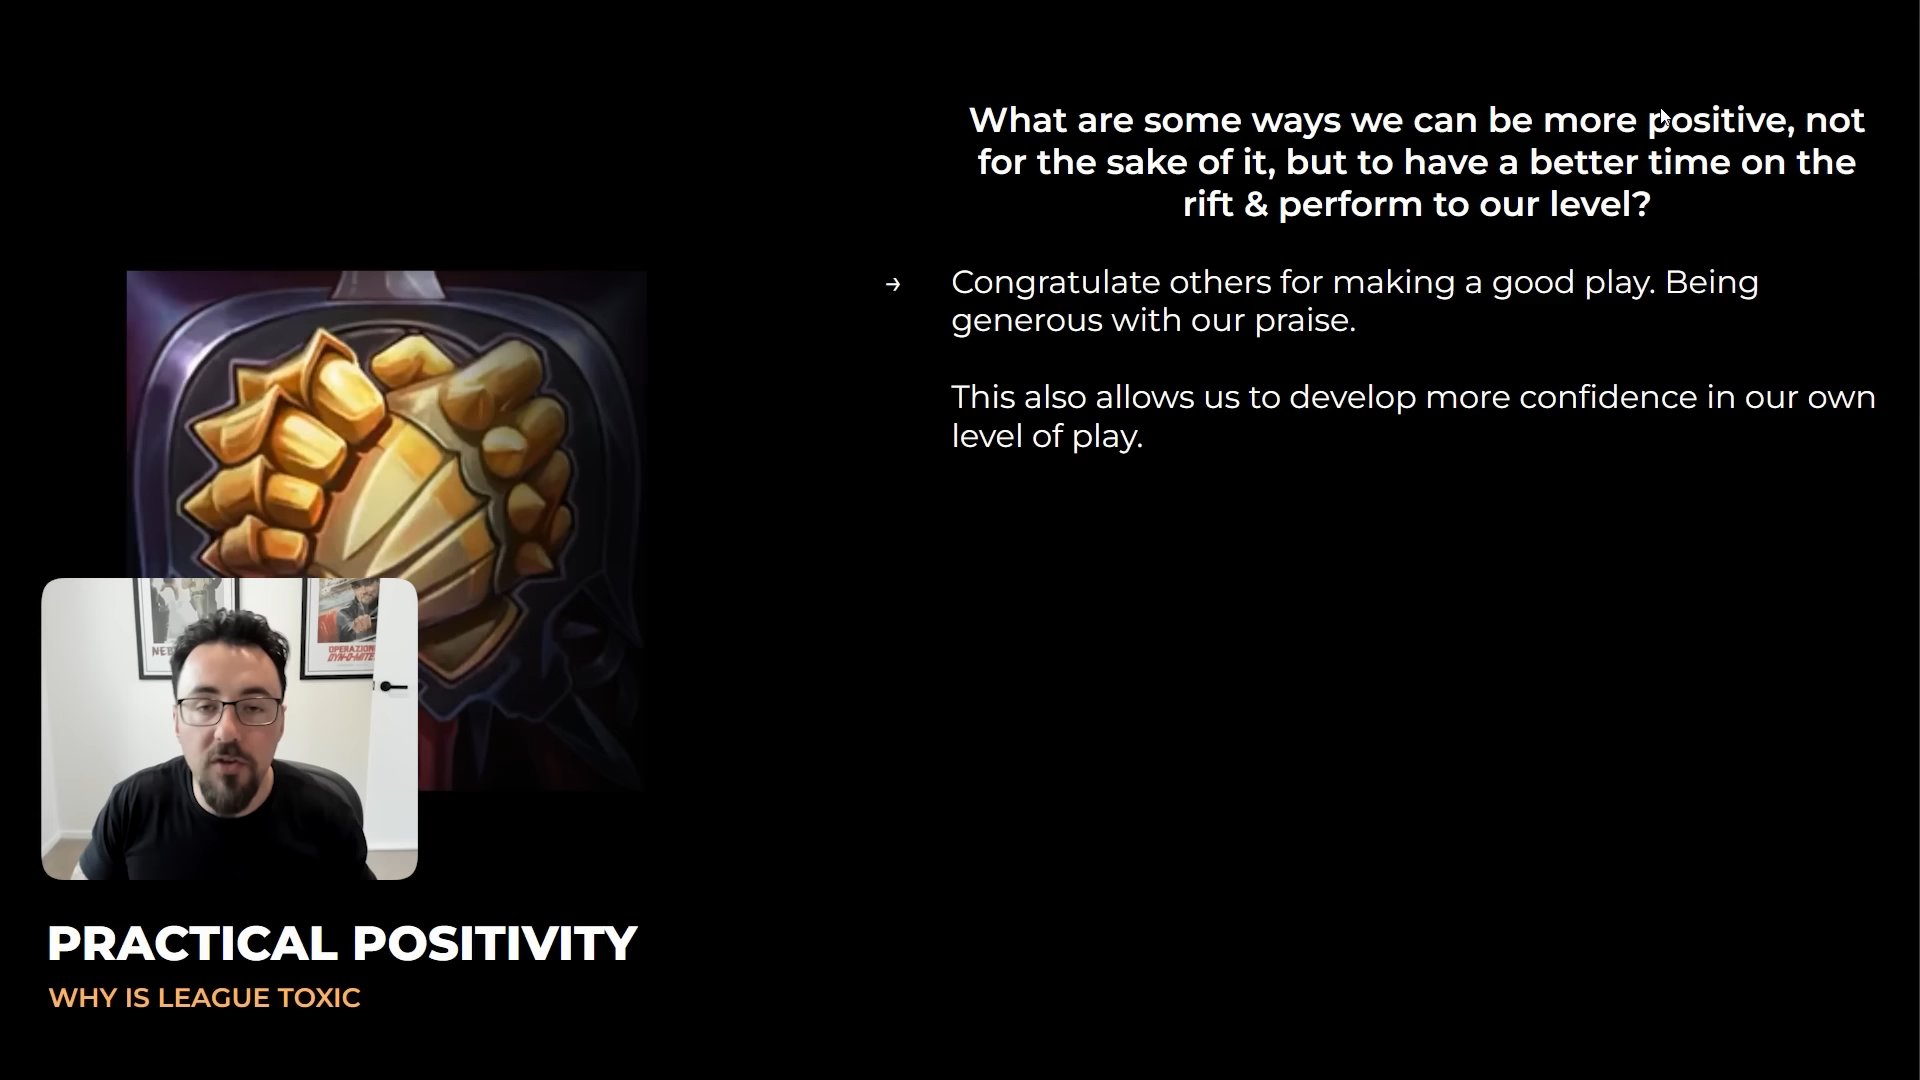 What are some ways we can be more positive, not
for the sake of it, but to have a better time on the
rift & perform to our level?
→ Congratulate others for making a good play. Being
generous with our praise.
This also allows us to develop more confidence in our own
level of play.
OPERAZIONE
DYN-O-MITE
PRACTICAL POSITIVITY
WHY IS LEAGUE TOXIC